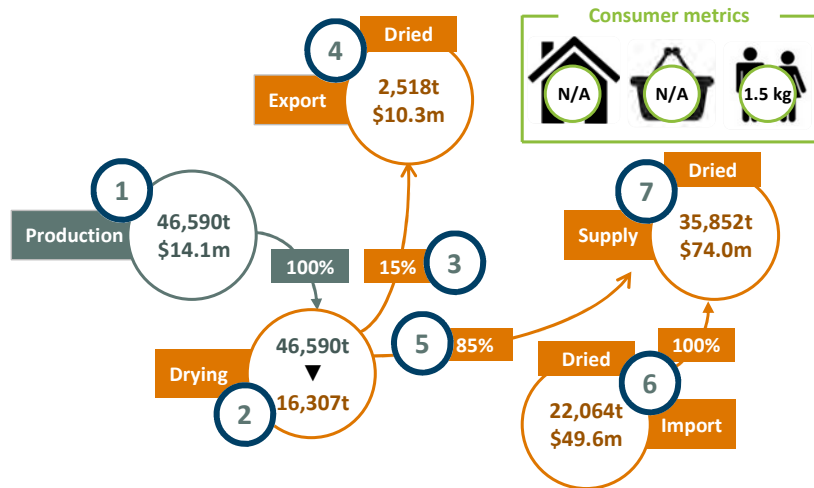 Consumer metrics
N/A
N/A
1.5 kg
4
Dried
Export
2,518t
$10.3m
1
Production
46,590t
$14.1m
100%
15%
3
7
Dried
Supply
35,852t
$74.0m
Drying
2
46,590t
▼
16,307t
5
85%
100%
Dried
6
22,064t
$49.6m
Import